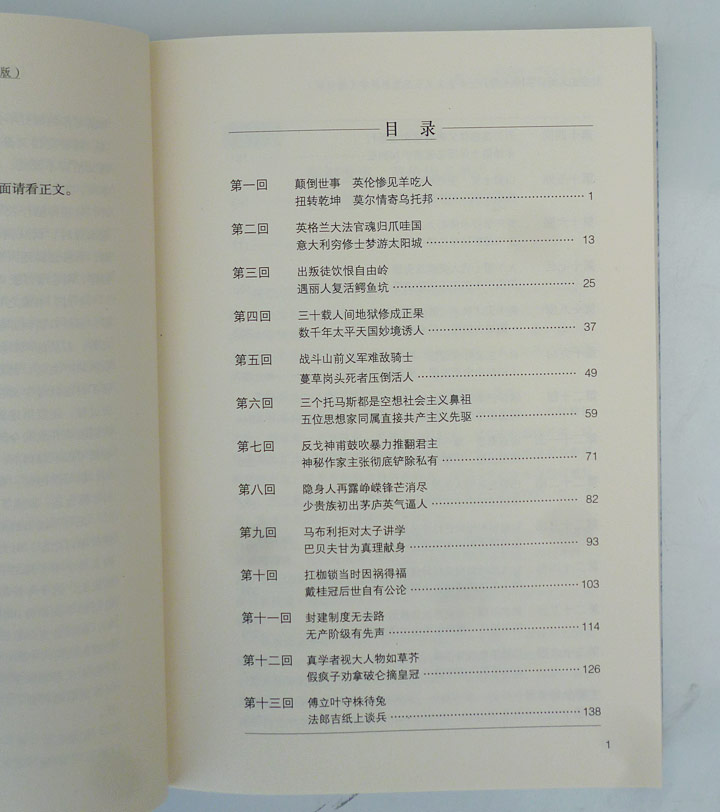 版）
面请看正文。
目 录
第一回 颠倒世事 英伦惨见羊吃人
扭转乾坤 莫尔情寄乌托邦 1
第二回 英格兰大法官魂归爪哇国
意大利穷修士梦游太阳城 13
第三回 出叛徒饮恨自由岭
遇丽人复活鳄鱼坑 25
第四回 三十载人间地狱修成正果
数千年太平天国妙境诱人 37
第五回 战斗山前义军难敌骑士
蔓草岗头死者压倒活人 49
第六回 三个托马斯都是空想社会主义鼻祖
五位思想家同属直接共产主义先驱 59
第七回 反戈神甫鼓吹暴力推翻君主
神秘作家主张彻底铲除私有 71
第八回 隐身人再露峥嵘锋芒消尽
少贵族初出茅庐英气逼人 82
第九回 马布利拒对太子讲学
巴贝夫甘为真理献身 93
第十回 扛枷锁当时因祸得福
戴桂冠后世自有公论 103
第十一回 封建制度无去路
无产阶级有先声 114
第十二回 真学者视大人物如草芥
假疯子劝拿破仑摘皇冠 126
第十三回 傅立叶守株待兔
法郎吉纸上谈兵 138
1